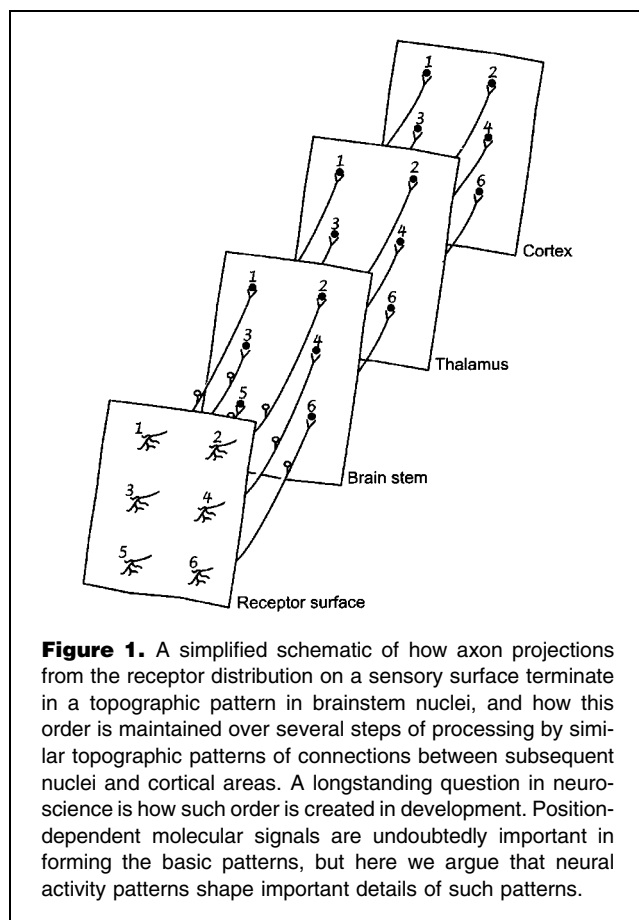 1
2
3
4
6
Cortex
1
2
3
4
6
Thalamus
1
2
3
4
5
6
Brain stem
1
2
3
4
5
6
Receptor surface
Figure 1. A simplified schematic of how axon projections
from the receptor distribution on a sensory surface terminate
in a topographic pattern in brainstem nuclei, and how this
order is maintained over several steps of processing by simi-
lar topographic patterns of connections between subsequent
nuclei and cortical areas. A longstanding question in neuro-
science is how such order is created in development. Position-
dependent molecular signals are undoubtedly important in
forming the basic patterns, but here we argue that neural
activity patterns shape important details of such patterns.